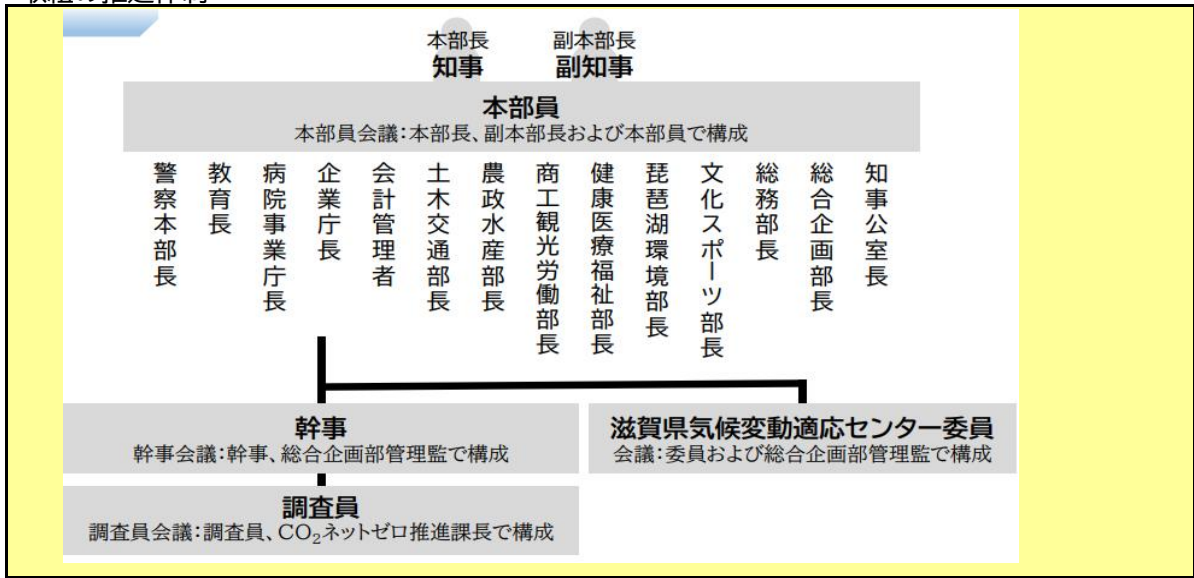 本部長
知事
副本部長
副知事
本部員
本部員会議：本部長、副本部長および本部員で構成
警察本部長
教育長
病院事業庁長
企業庁長
会計管理者
土木交通部長
農政水産部長
商工観光労働部長
健康医療福祉部長
琵琶湖環境部長
文化スポーツ部長
総務部長
総合企画部長
知事公室長
幹事
幹事会議：幹事、総合企画部管理監で構成
滋賀県気候変動適応センター委員
会議：委員および総合企画部管理監で構成
調査員
調査員会議：調査員、CO₂ネットゼロ推進課長で構成